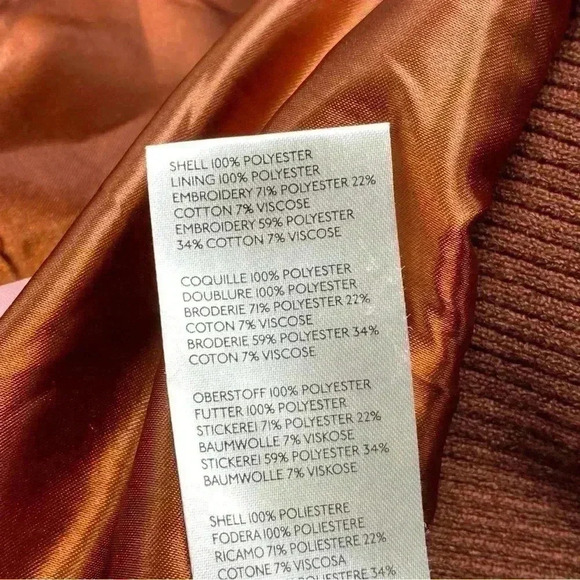 SHELL 100% POLYESTER
LINING 100% POLYESTER
EMBROIDERY 71% POLYESTER 22%
COTTON 7% VISCOSE
EMBROIDERY 59% POLYESTER
34% COTTON 7% VISCOSE
COQUILLE 100% POLYESTER
DOUBLURE 100% POLYESTER
BRODERIE 71% POLYESTER 22%
COTON 7% VISCOSE
BRODERIE 59% POLYESTER 34%
COTON 7% VISCOSE
OBERSTOFF 100% POLYESTER
FUTTER 100% POLYESTER
STICKEREI 71% POLYESTER 22%
BAUMWOLLE 7% VISKOSE
STICKEREI 59% POLYESTER 34%
BAUMWOLLE 7% VISKOSE
SHELL 100% POLIESTERE
FODERA 100% POLIESTERE
RICAMO 71% POLIESTERE 22%
COTONE 7% VISCOSA
POLIESTERE 34%